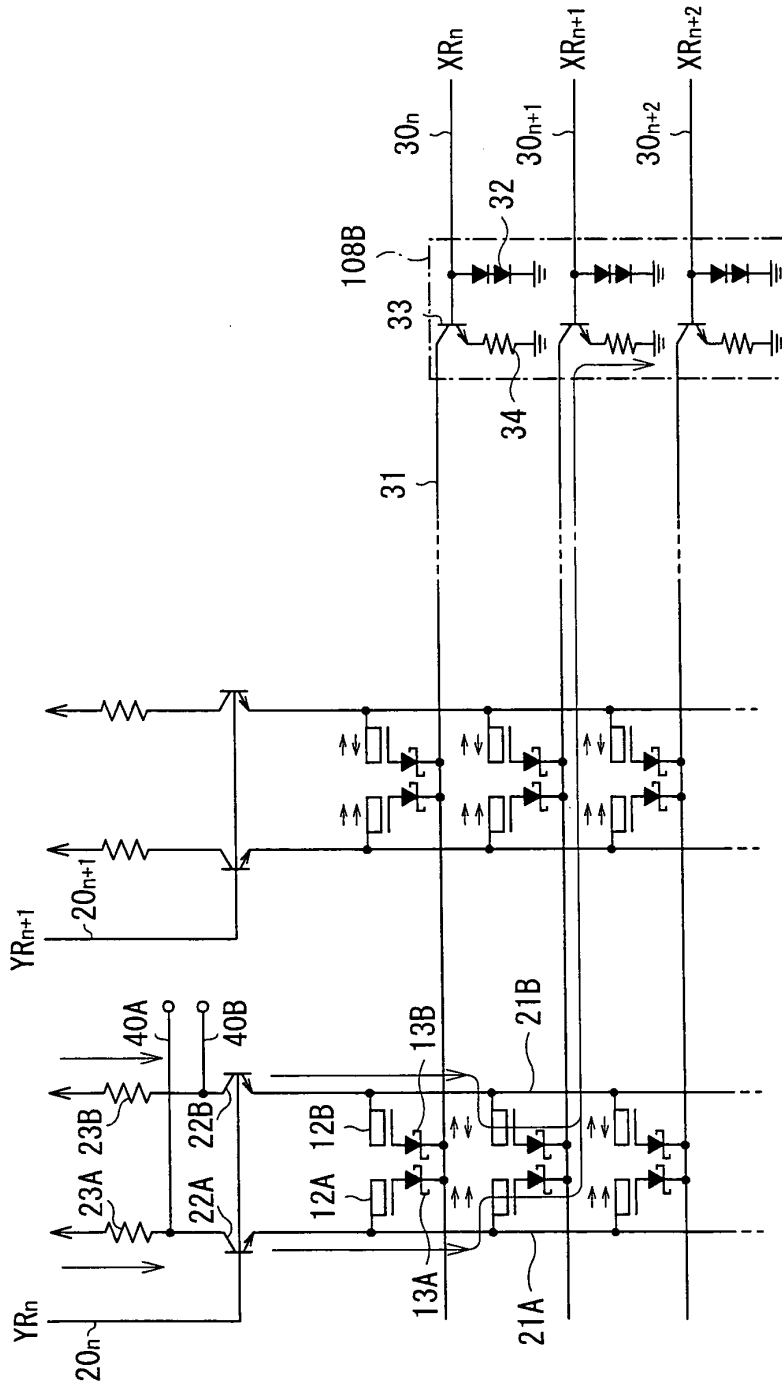 YRn
20n
23A
23B
40A
40B
22A
22B
YRn+1
20n+1
12A
12B
13A
13B
21A
21B
31
108B
33
34
32
30n
XRn
30n+1
XRn+1
30n+2
XRn+2